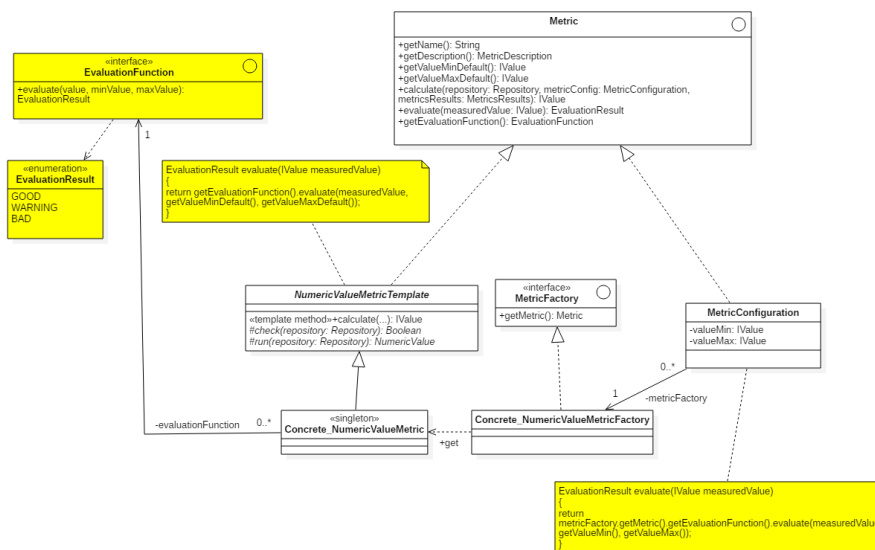 Metric
+getName(): String
+getDescription(): MetricDescription
+getValueMinDefault(): IValue
+getValueMaxDefault(): IValue
+calculate(repository: Repository, metricConfig: MetricConfiguration,
metricsResults: MetricsResults): IValue
+evaluate(measuredValue: IValue): EvaluationResult
+getEvaluationFunction(): EvaluationFunction
«interface»
EvaluationFunction
+evaluate(value, minValue, maxValue):
EvaluationResult
1
«enumeration»
EvaluationResult
GOOD
WARNING
BAD
EvaluationResult evaluate(IValue measuredValue)
{
return getEvaluationFunction().evaluate(measuredValue,
getValueMinDefault(), getValueMaxDefault());
}
NumericValueMetricTemplate
«template method»+calculate(...): IValue
#check(repository: Repository): Boolean
#run(repository: Repository): NumericValue
«interface»
MetricFactory
+getMetric(): Metric
MetricConfiguration
-valueMin: IValue
-valueMax: IValue
0..*
1
-metricFactory
-evaluationFunction
0..*
«singleton»
Concrete_NumericValueMetric
+get
Concrete_NumericValueMetricFactory
EvaluationResult evaluate(IValue measuredValue)
{
return
metricFactory.getMetric().getEvaluationFunction().evaluate(measuredValu
getValueMin(), getValueMax());
}